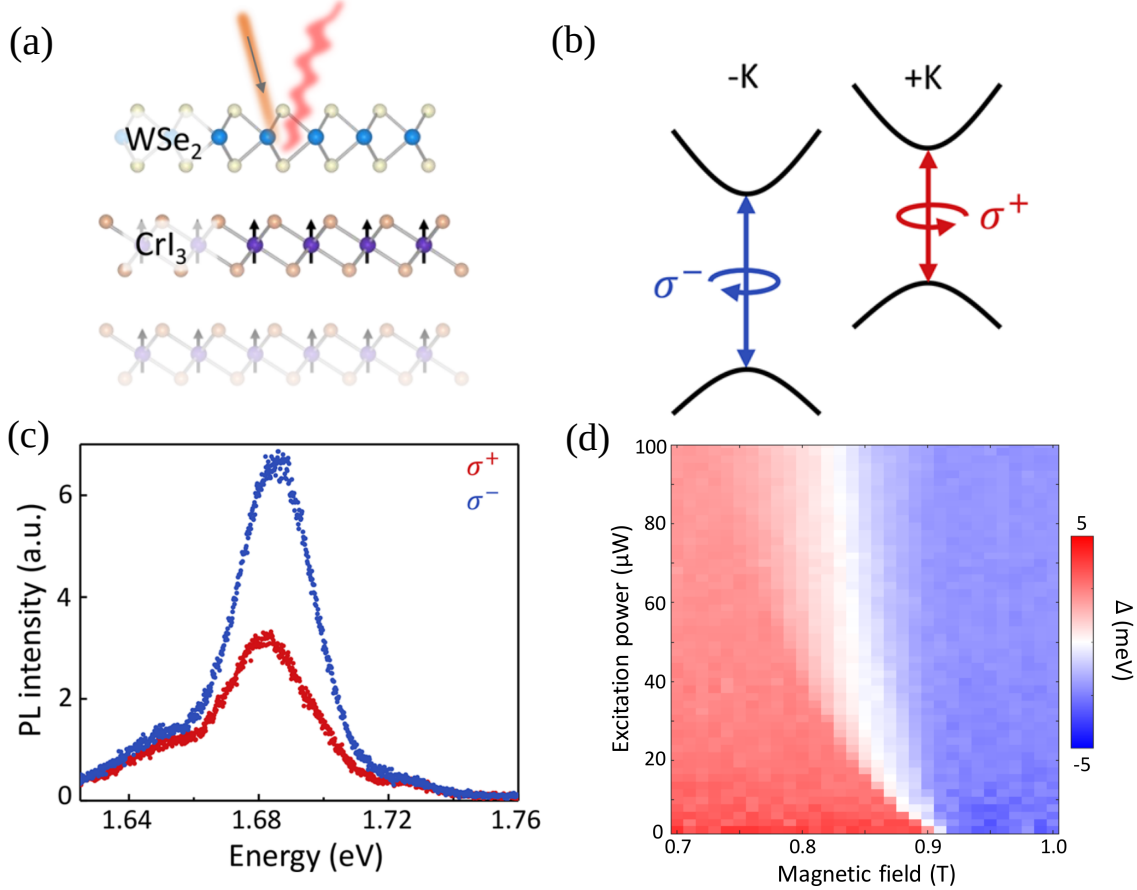 (a)
WSe₂
CrI₃
(b)
-K
+K
σ⁻
σ⁺
(c)
σ⁺
σ⁻
PL intensity (a.u.)
6
4
2
0
1.64 1.68 1.72 1.76
Energy (eV)
(d)
Excitation power (μW)
100
80
60
40
20
0
0.7 0.8 0.9 1.0
Magnetic field (T)
5
Δ (meV)
-5